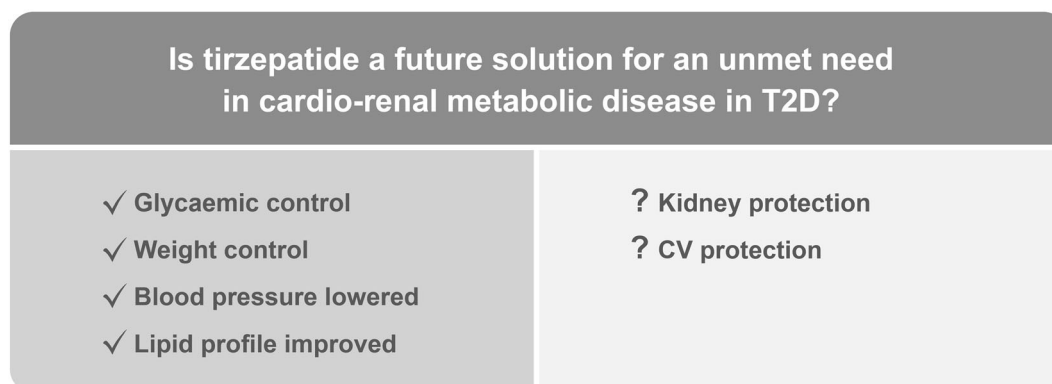 Is tirzepatide a future solution for an unmet need
in cardio-renal metabolic disease in T2D?
✓ Glycaemic control
✓ Weight control
✓ Blood pressure lowered
✓ Lipid profile improved
? Kidney protection
? CV protection